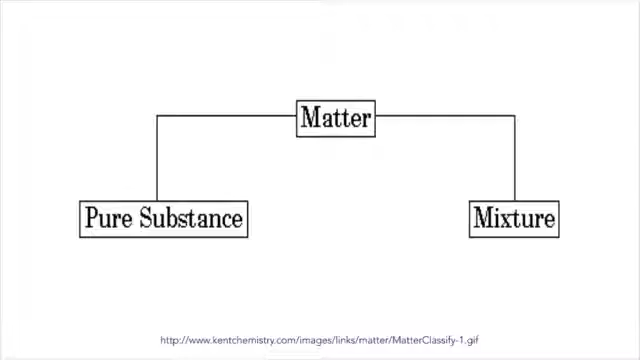 Matter
Pure Substance
Mixture
http://www.kentchemistry.com/images/links/matter/MatterClassify-1.gif